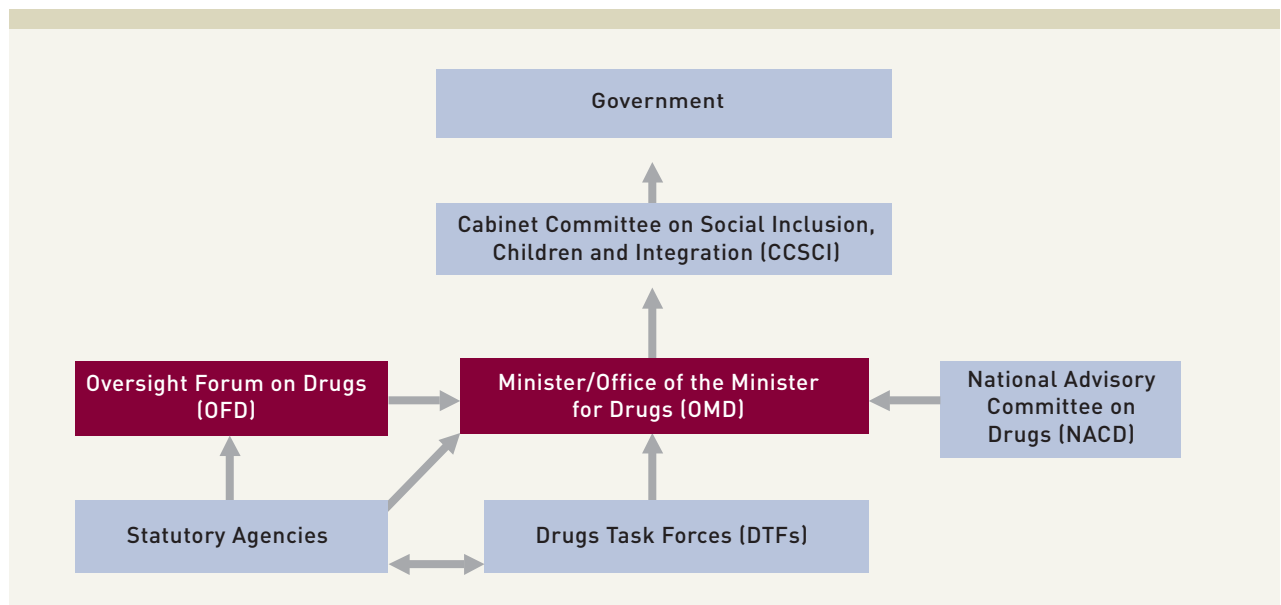 Government
Cabinet Committee on Social Inclusion,
Children and Integration (CCSCI)
Oversight Forum on Drugs
(OFD)
Minister/Office of the Minister
for Drugs (OMD)
National Advisory
Committee on
Drugs (NACD)
Statutory Agencies
Drugs Task Forces (DTFs)